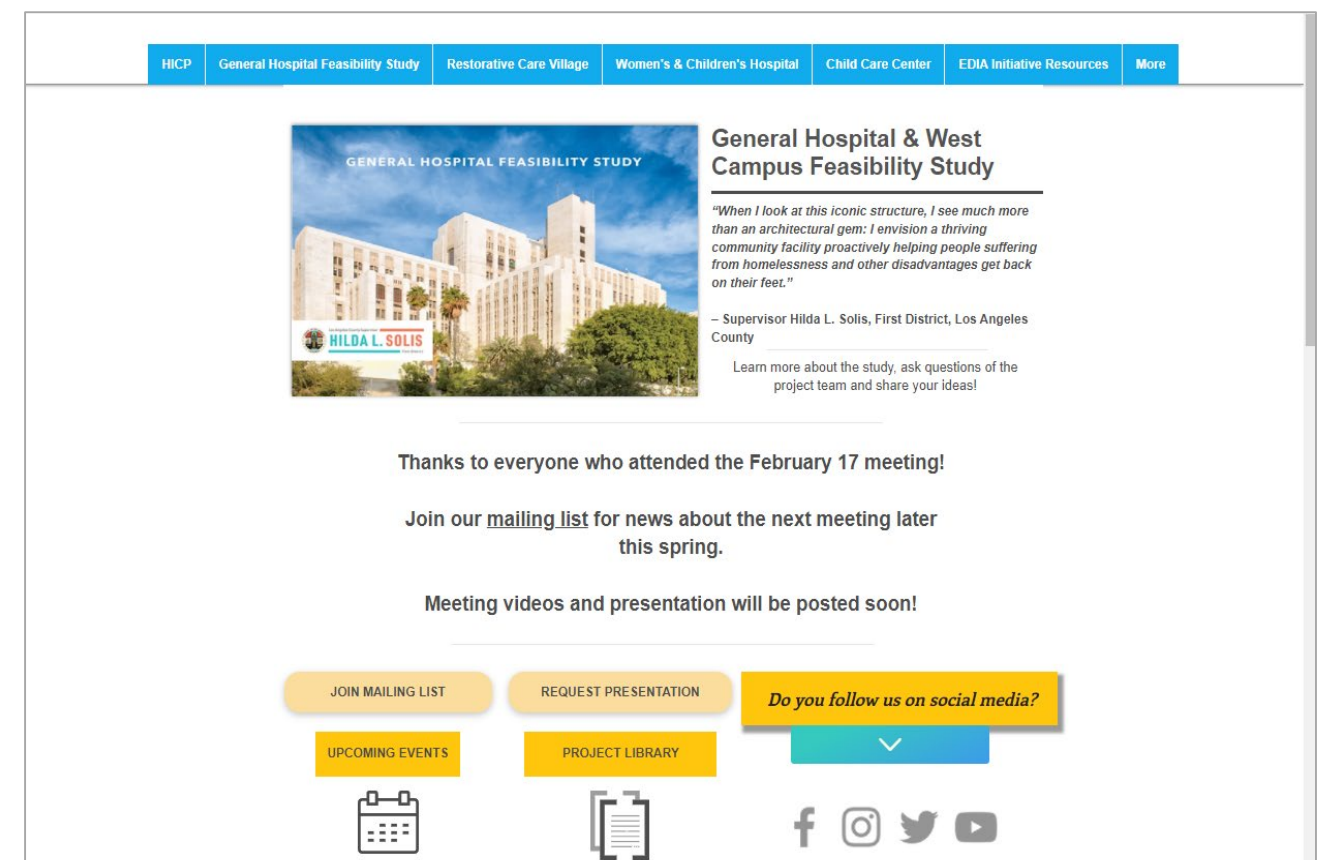 HICP
General Hospital Feasibility Study
Restorative Care Village
Women's & Children's Hospital
Child Care Center
EDIA Initiative Resources
More
GENERAL HOSPITAL FEASIBILITY STUDY
HILDA L. SOLIS
General Hospital & West
Campus Feasibility Study
“When I look at this iconic structure, I see much more
than an architectural gem: I envision a thriving
community facility proactively helping people suffering
from homelessness and other disadvantages get back
on their feet.”
– Supervisor Hilda L. Solis, First District, Los Angeles
County
Learn more about the study, ask questions of the
project team and share your ideas!
Thanks to everyone who attended the February 17 meeting!
Join our mailing list for news about the next meeting later
this spring.
Meeting videos and presentation will be posted soon!
JOIN MAILING LIST
REQUEST PRESENTATION
Do you follow us on social media?
UPCOMING EVENTS
PROJECT LIBRARY